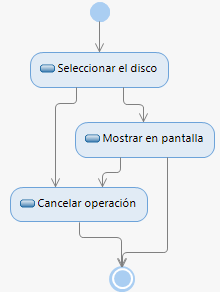 Seleccionar el disco
Mostrar en pantalla
Cancelar operación